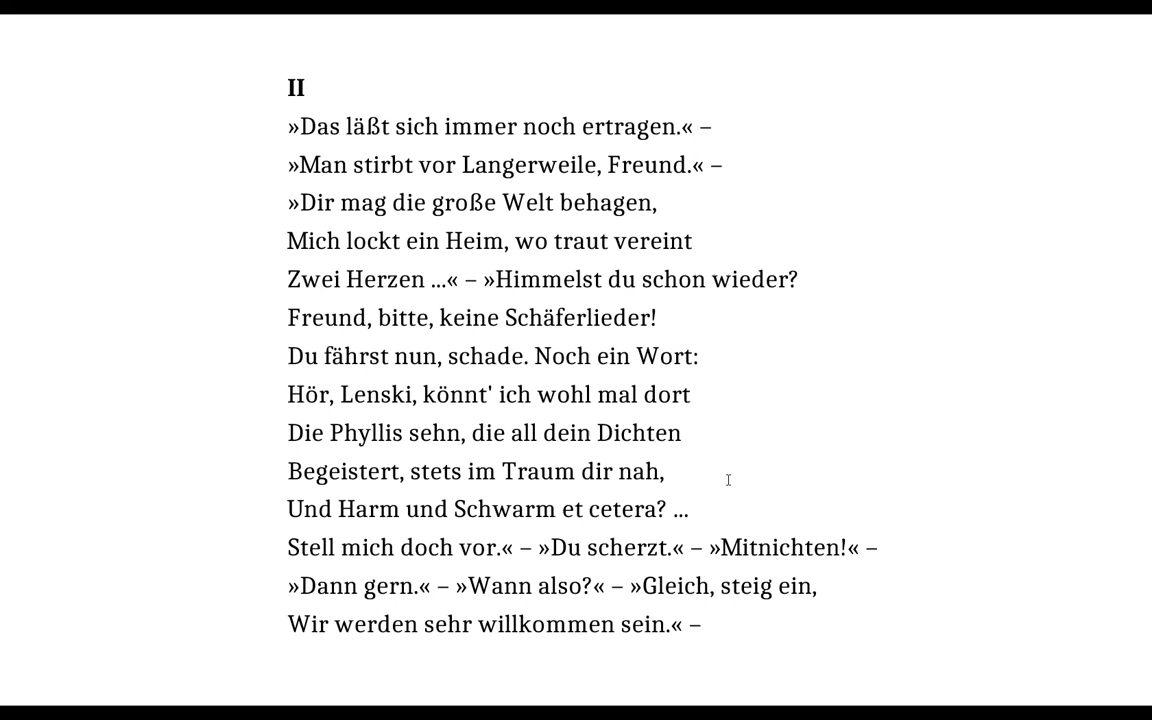 II
»Das läßt sich immer noch ertragen.« –
»Man stirbt vor Langerweile, Freund.« –
»Dir mag die große Welt behagen,
Mich lockt ein Heim, wo traut vereint
Zwei Herzen ...« – »Himmelst du schon wieder?
Freund, bitte, keine Schäferlieder!
Du fährst nun, schade. Noch ein Wort:
Hör, Lenski, könnt' ich wohl mal dort
Die Phyllis sehn, die all dein Dichten
Begeistert, stets im Traum dir nah,
Und Harm und Schwarm et cetera? ...
Stell mich doch vor.« – »Du scherzt.« – »Mitnichten!« –
»Dann gern.« – »Wann also?« – »Gleich, steig ein,
Wir werden sehr willkommen sein.« –